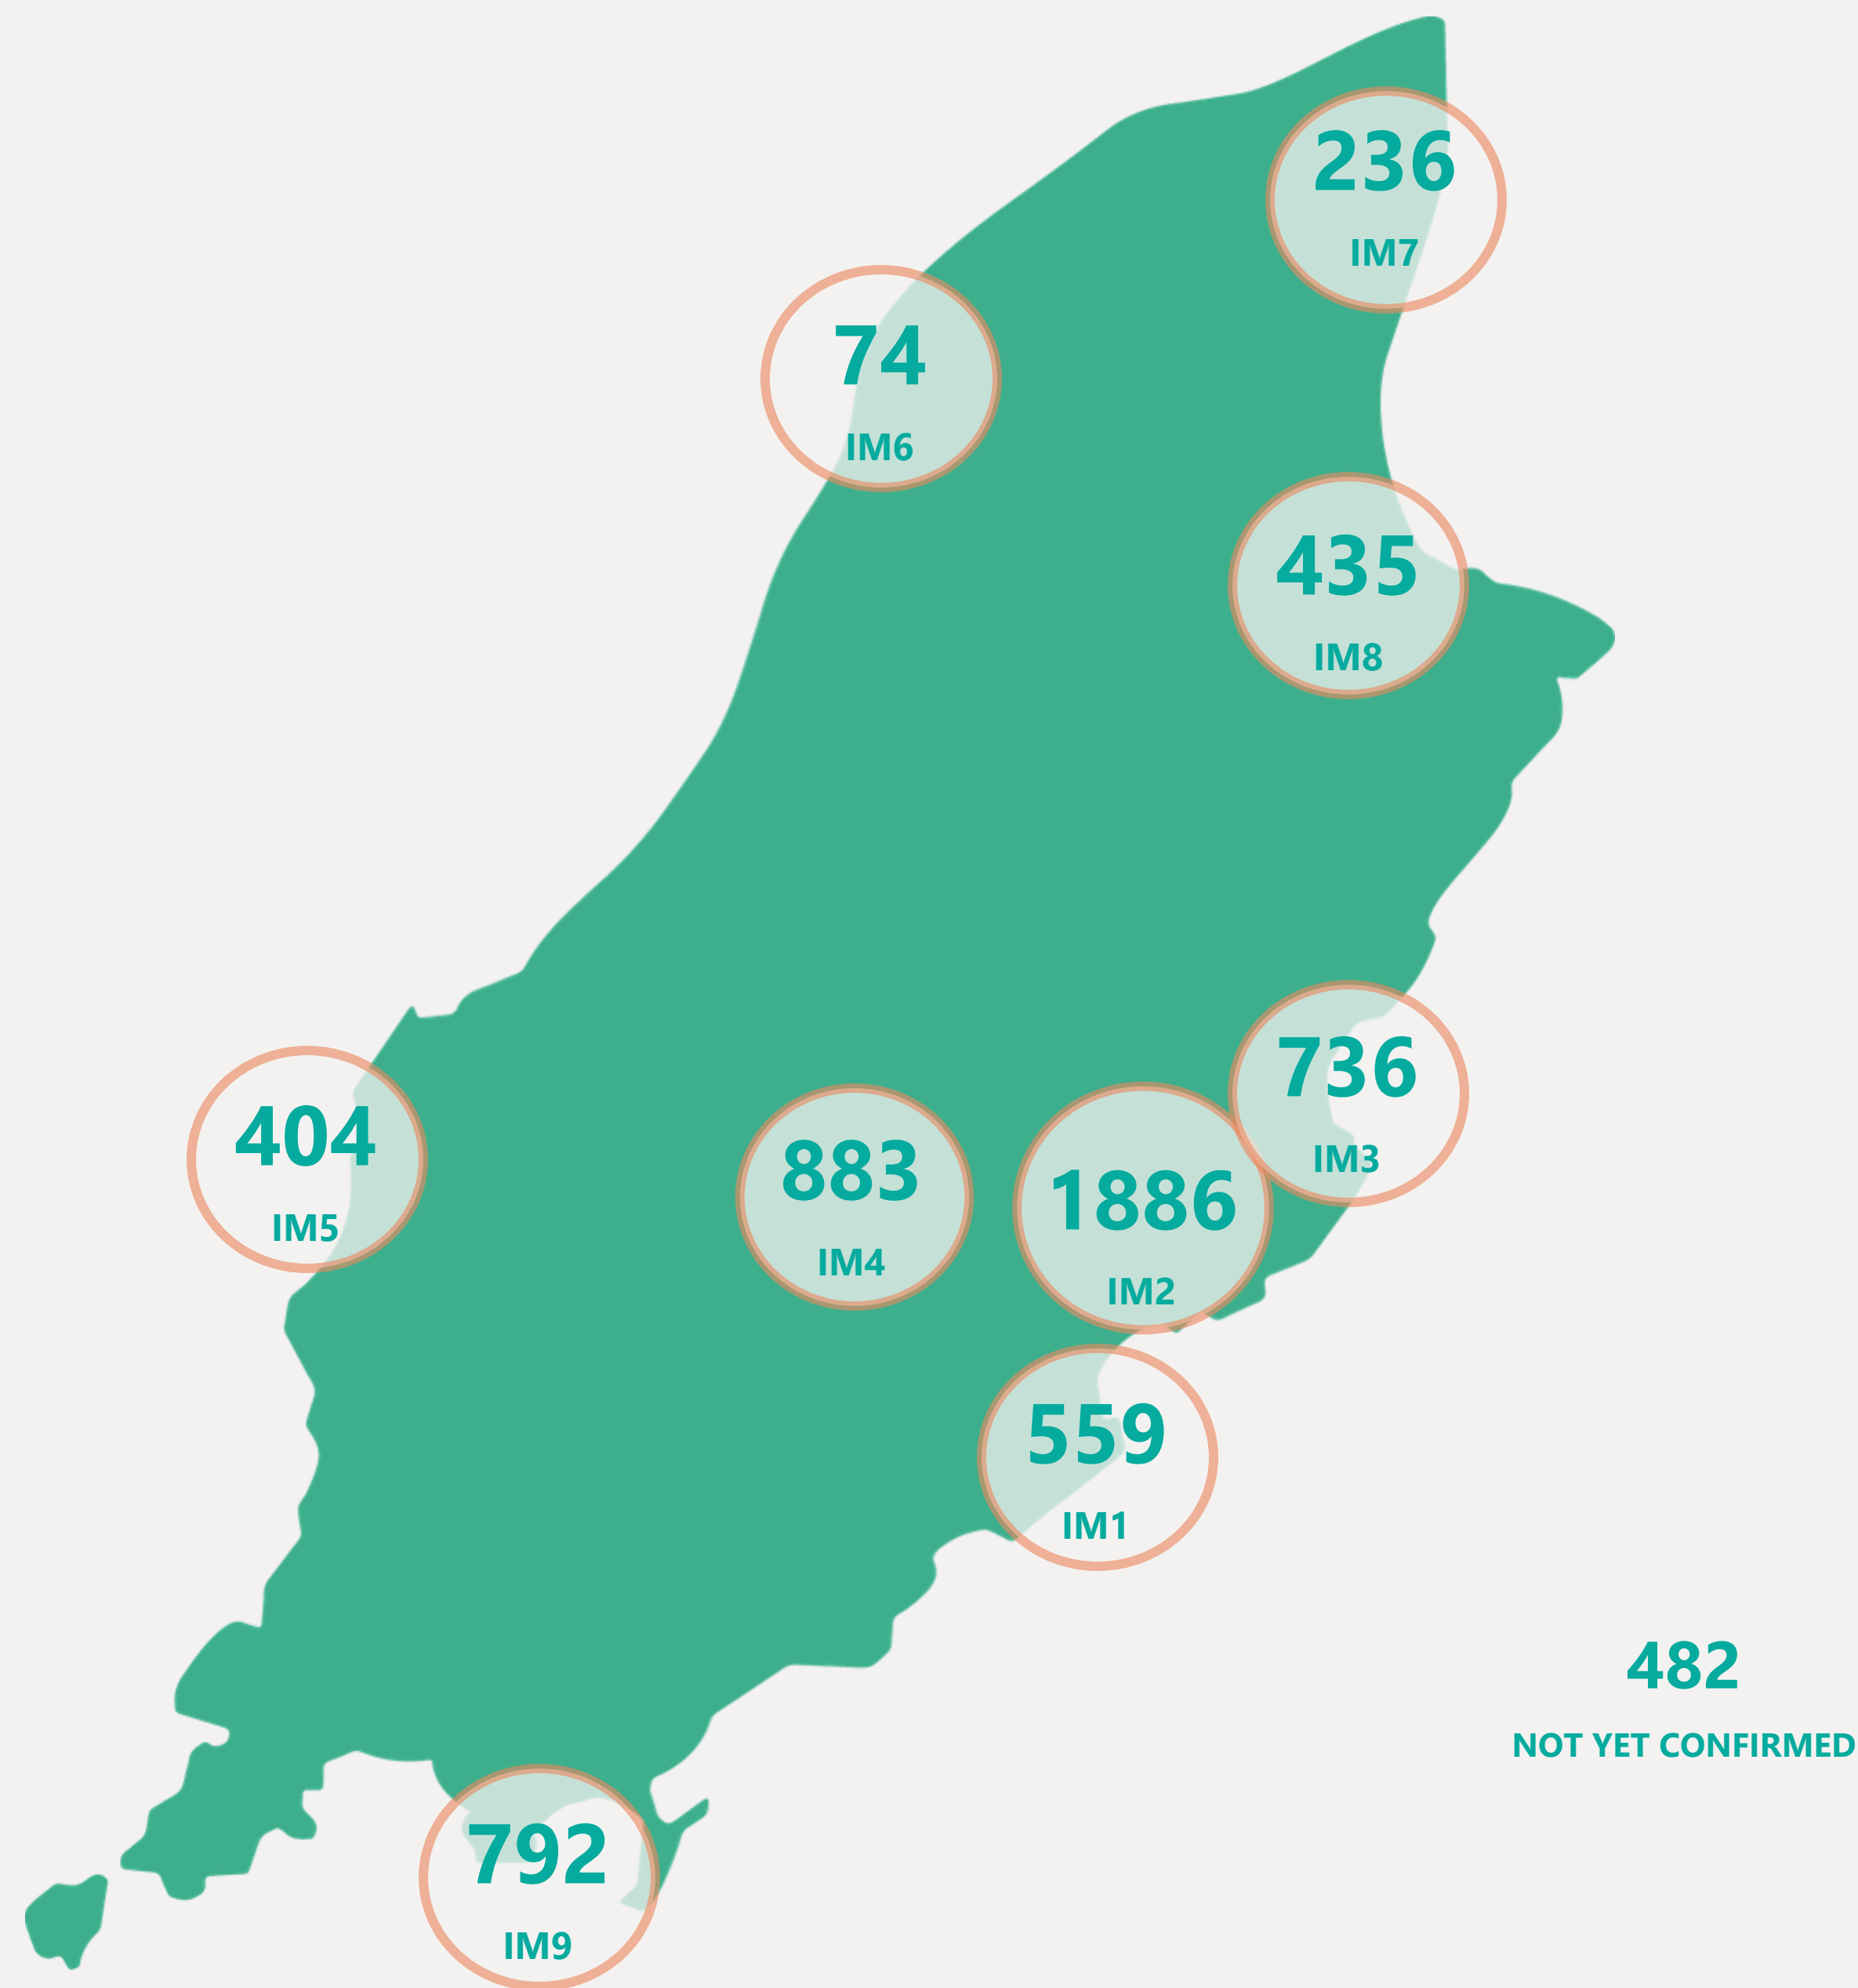 236
IM7
74
IM6
435
IM8
736
IM3
404
IM5
883
IM4
1886
IM2
559
IM1
482
NOT YET CONFIRMED
792
IM9